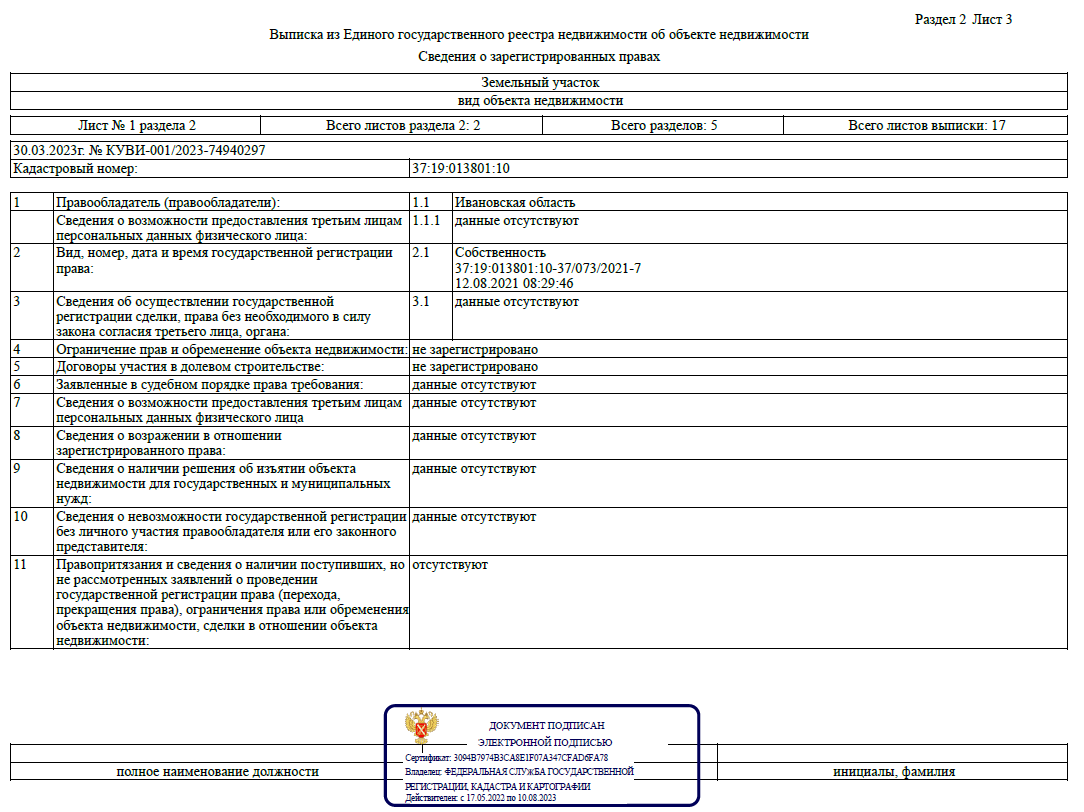 Раздел 2 Лист 3
Выписка из Единого государственного реестра недвижимости об объекте недвижимости
Сведения о зарегистрированных правах
Земельный участок
вид объекта недвижимости
Лист № 1 раздела 2 Всего листов раздела 2: 2 Всего разделов: 5 Всего листов выписки: 17
30.03.2023г. № КУВИ-001/2023-74940297
Кадастровый номер: 37:19:013801:10
1 Правообладатель (правообладатели): 1.1 Ивановская область
Сведения о возможности предоставления третьим лицам 1.1.1 данные отсутствуют
персональных данных физического лица:
2 Вид, номер, дата и время государственной регистрации 2.1 Собственность
права: 37:19:013801:10-37/073/2021-7
12.08.2021 08:29:46
3 Сведения об осуществлении государственной 3.1 данные отсутствуют
регистрации сделки, права без необходимого в силу
закона согласия третьего лица, органа:
4 Ограничение прав и обременение объекта недвижимости: не зарегистрировано
5 Договоры участия в долевом строительстве: не зарегистрировано
6 Заявленные в судебном порядке права требования: данные отсутствуют
7 Сведения о возможности предоставления третьим лицам данные отсутствуют
персональных данных физического лица
8 Сведения о возражении в отношении данные отсутствуют
зарегистрированного права:
9 Сведения о наличии решения об изъятии объекта данные отсутствуют
недвижимости для государственных и муниципальных
нужд:
10 Сведения о невозможности государственной регистрации данные отсутствуют
без личного участия правообладателя или его законного
представителя:
11 Правопритязания и сведения о наличии поступивших, но отсутствуют
не рассмотренных заявлений о проведении
государственной регистрации права (перехода,
прекращения права), ограничения права или обременения
объекта недвижимости, сделки в отношении объекта
недвижимости:
ДОКУМЕНТ ПОДПИСАН
ЭЛЕКТРОННОЙ ПОДПИСЬЮ
Сертификат: 3094B7974B3CA8E1F07A347CFAD6FA78
Владелец: ФЕДЕРАЛЬНАЯ СЛУЖБА ГОСУДАРСТВЕННОЙ
РЕГИСТРАЦИИ, КАДАСТРА И КАРТОГРАФИИ
Действителен: с 17.05.2022 по 10.08.2023
полное наименование должности инициалы, фамилия